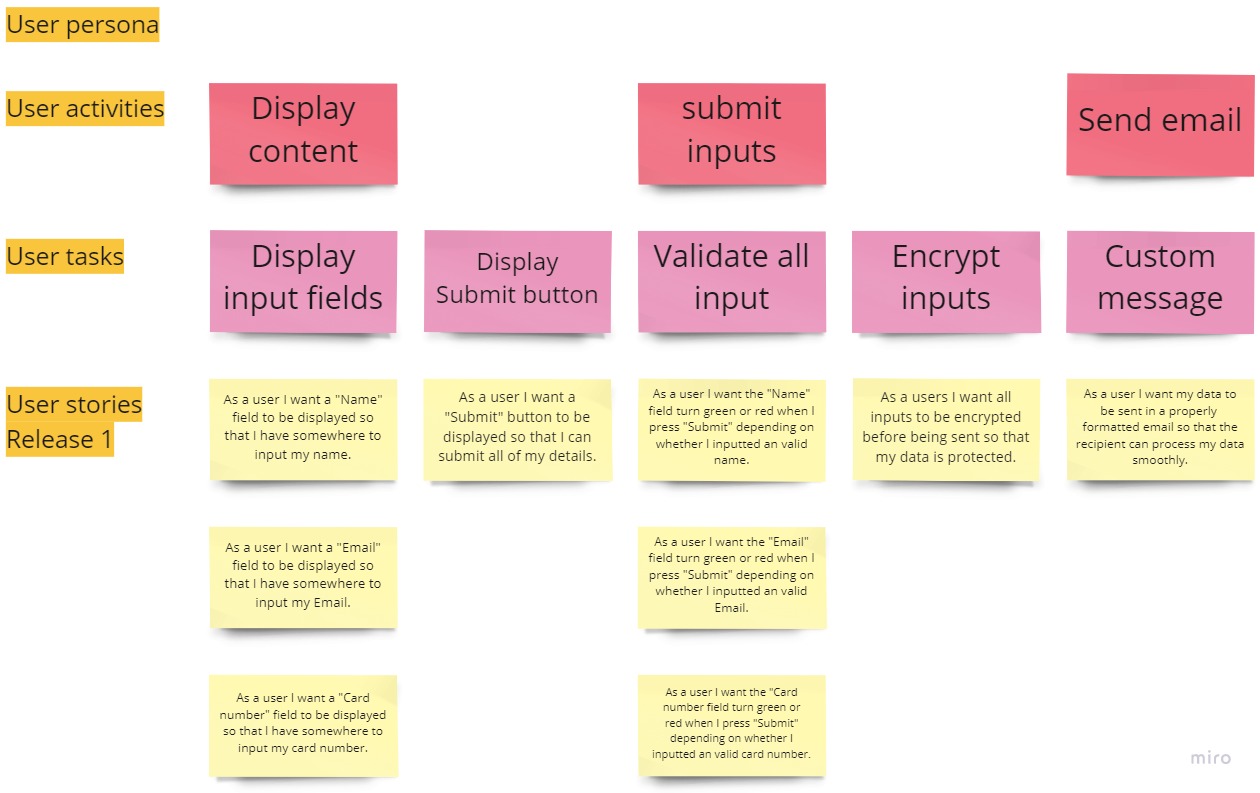 User persona
User activities
Display
content
submit
inputs
Send email
User tasks
Display
input fields
Display
Submit button
Validate all
input
Encrypt
inputs
Custom
message
User stories
Release 1
As a user I want a "Name"
field to be displayed so
that I have somewhere to
input my name.
As a user I want a
"Submit" button to be
displayed so that I can
submit all of my details.
As a user I want the "Name"
field turn green or red when I
press "Submit" depending on
whether I inputted an valid
name.
As a users I want all
inputs to be encrypted
before being sent so that
my data is protected.
As a user I want my data to
be sent in a properly
formatted email so that the
recipient can process my data
smoothly.
As a user I want a "Email"
field to be displayed so
that I have somewhere to
input my Email.
As a user I want the "Email"
field turn green or red when I
press "Submit" depending on
whether I inputted an valid
Email.
As a user I want a "Card
number" field to be displayed
so that I have somewhere to
input my card number.
As a user I want the "Card
number field turn green or
red when I press "Submit"
depending on whether I
inputted an valid card number.
miro